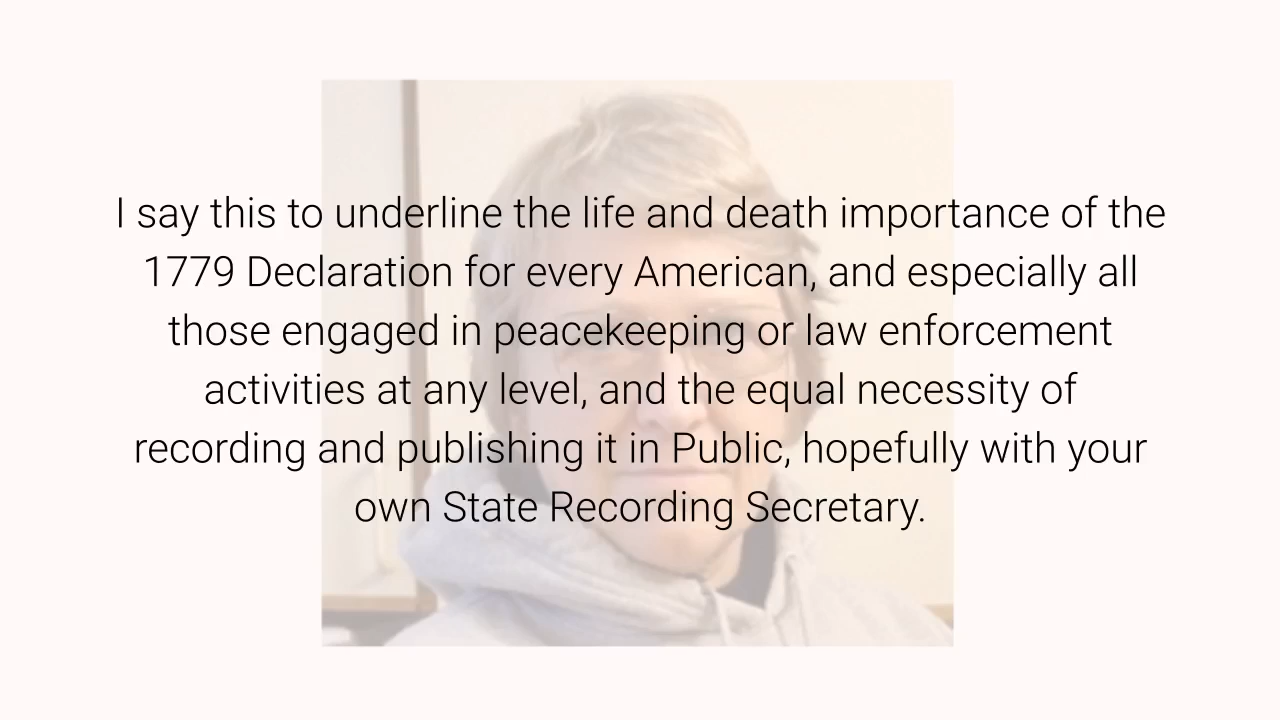 I say this to underline the life and death importance of the
1779 Declaration for every American, and especially all
those engaged in peacekeeping or law enforcement
activities at any level, and the equal necessity of
recording and publishing it in Public, hopefully with your
own State Recording Secretary.